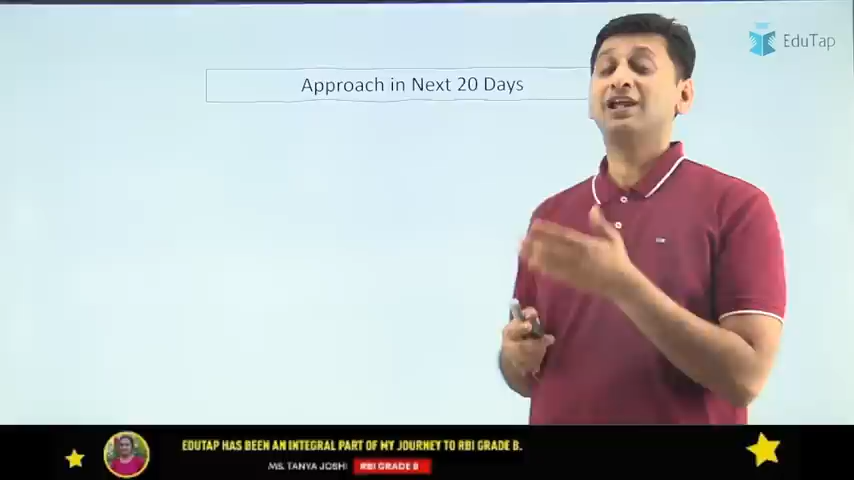 EduTap
Approach in Next 20 Days
EDUTAP HAS BEEN AN INTEGRAL PART OF MY JOURNEY TO RBI GRADE B.
MS. TANYA JOSHI RBI GRADE B